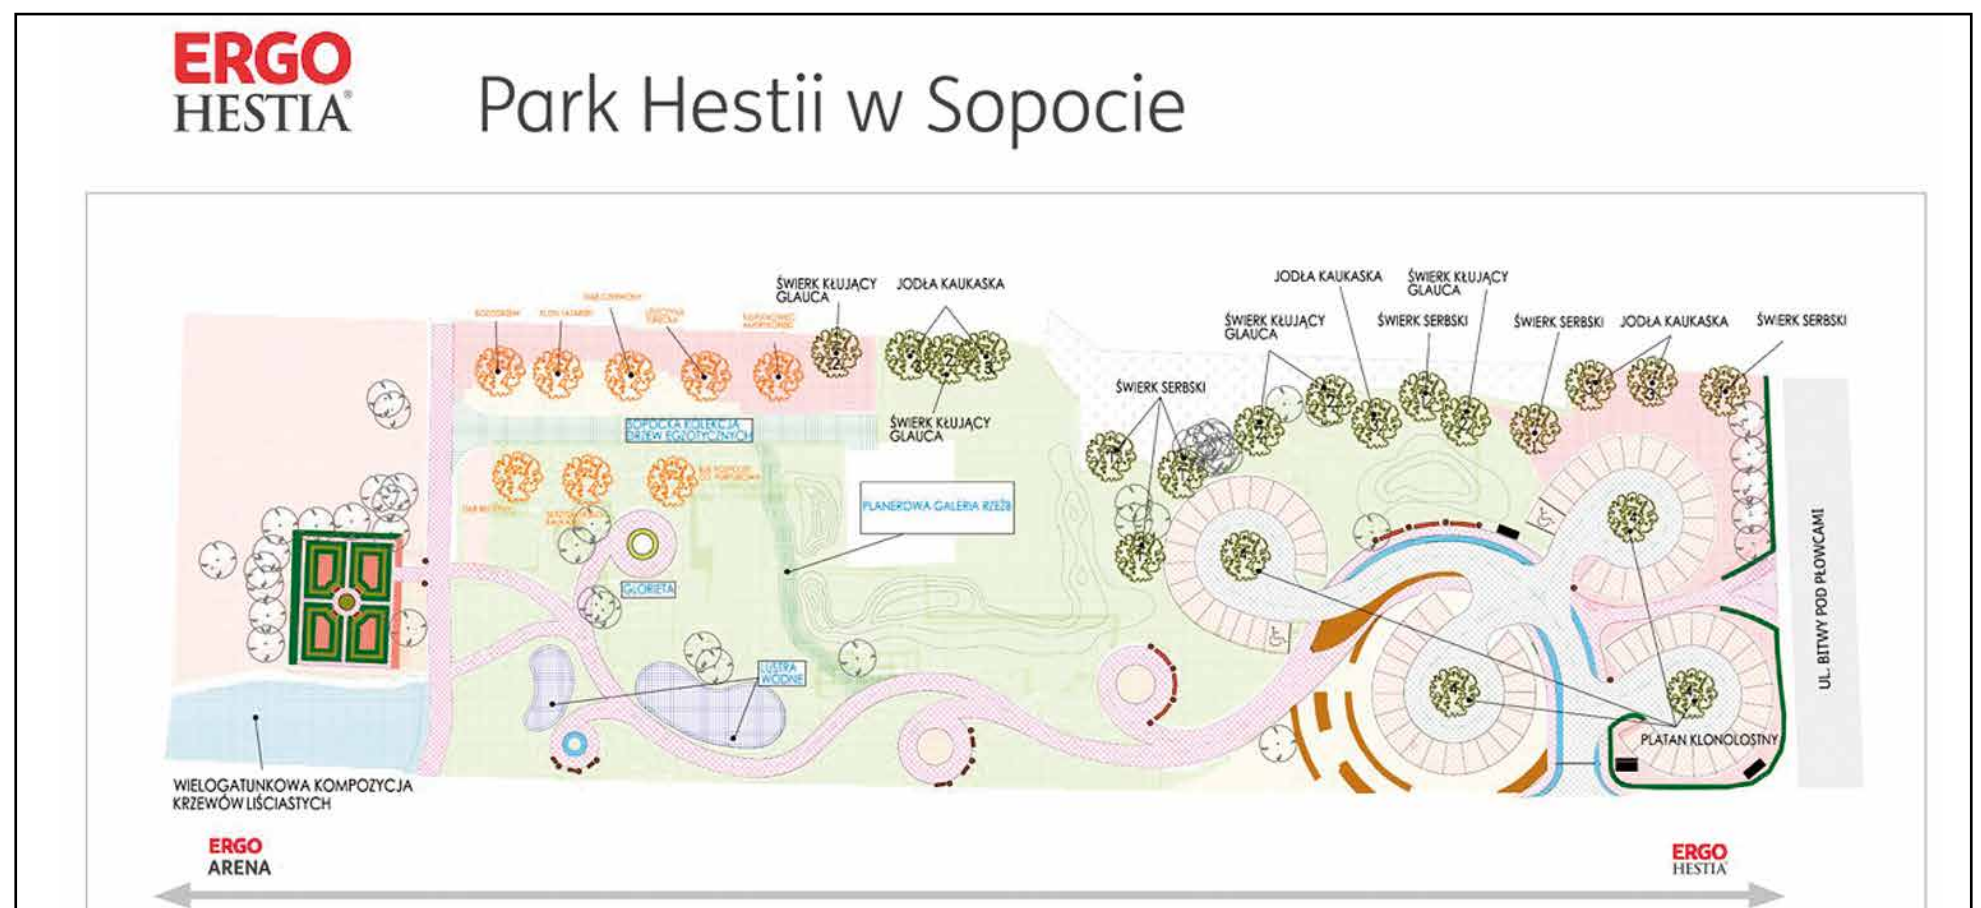 ERGO
HESTIA®
Park Hestii w Sopocie
ŚWIERK KŁUJĄCY
GLAUCA
JODŁA KAUKASKA
JODŁA KAUKASKA
ŚWIERK KŁUJĄCY
GLAUCA
ŚWIERK KŁUJĄCY
GLAUCA
ŚWIERK SERBSKI
ŚWIERK SERBSKI
JODŁA KAUKASKA
ŚWIERK SERBSKI
ŚWIERK SERBSKI
ŚWIERK KŁUJĄCY
GLAUCA
SOPOCKA KOLEKCJA
DRZEW EGZOTYCZNYCH
PLANEROWA GALERIA RZEŹB
GLORIETA
LUSTRA
WODNE
PLATAN KLONOLOSTNY
UL. BITWY POD PŁOWCAMI
WIELOGATUNKOWA KOMPOZYCJA
KRZEWÓW LIŚCIASTYCH
ERGO
ARENA
ERGO
HESTIA